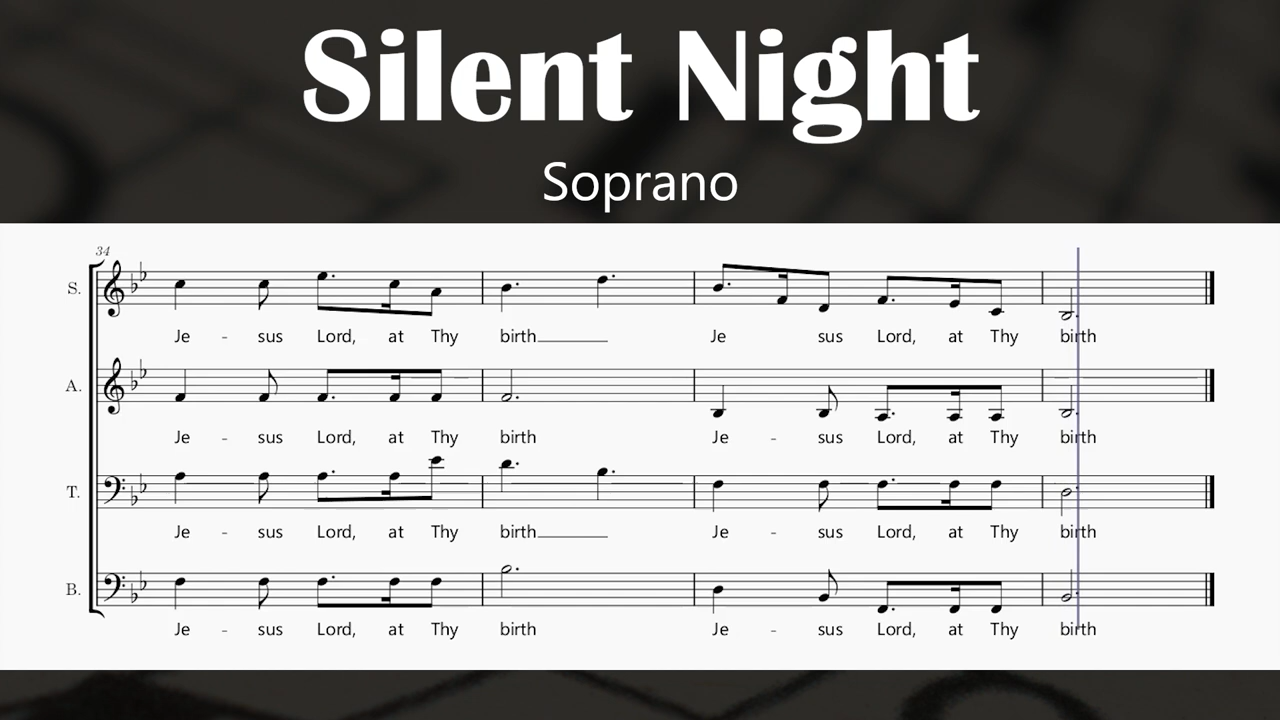 Silent Night
Soprano
34
S.
Je - sus Lord, at Thy birth____ Je sus Lord, at Thy birth
A.
Je - sus Lord, at Thy birth Je - sus Lord, at Thy birth
T.
Je - sus Lord, at Thy birth____ Je - sus Lord, at Thy birth
B.
Je - sus Lord, at Thy birth Je - sus Lord, at Thy birth